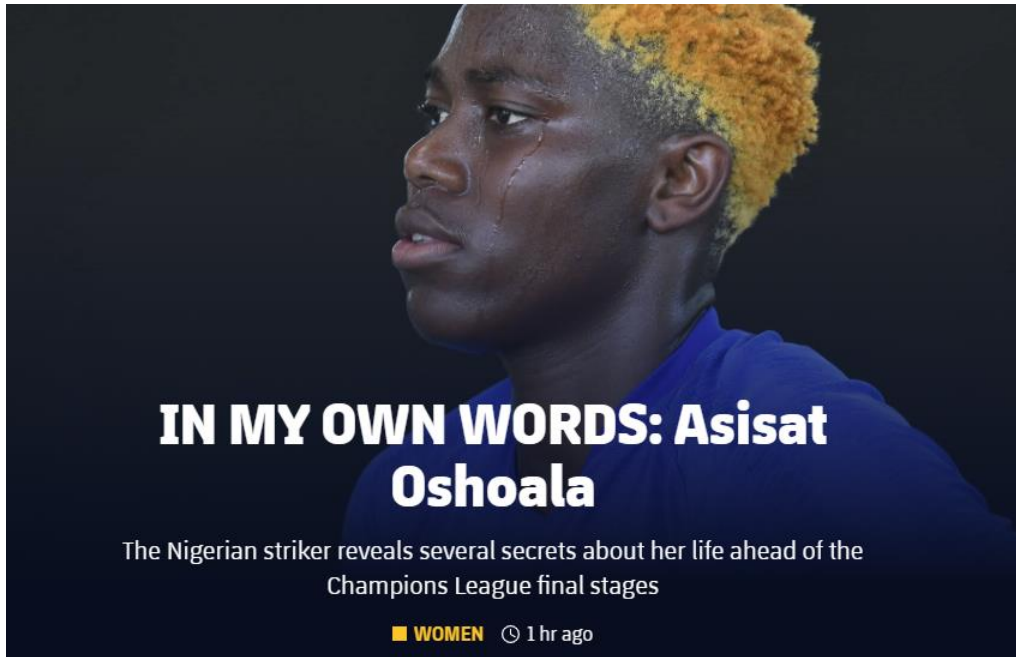 IN MY OWN WORDS: Asisat
Oshoala
The Nigerian striker reveals several secrets about her life ahead of the
Champions League final stages
WOMEN 1 hr ago